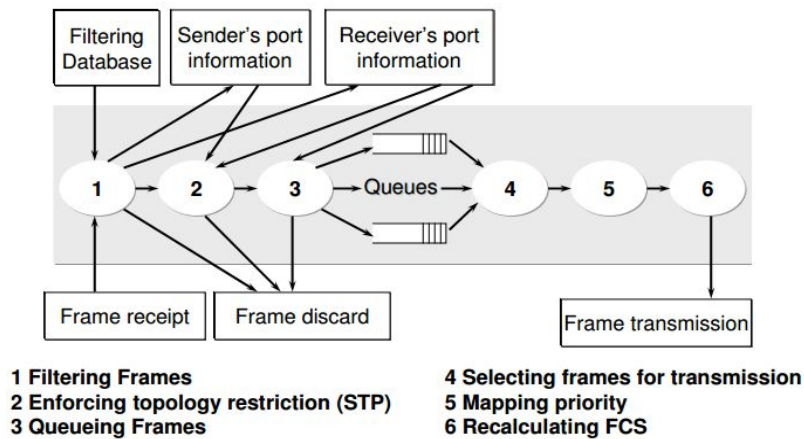 Filtering
Database
Sender's port
information
Receiver's port
information
1
2
3
Queues
4
5
6
Frame receipt
Frame discard
Frame transmission
1 Filtering Frames
2 Enforcing topology restriction (STP)
3 Queueing Frames
4 Selecting frames for transmission
5 Mapping priority
6 Recalculating FCS